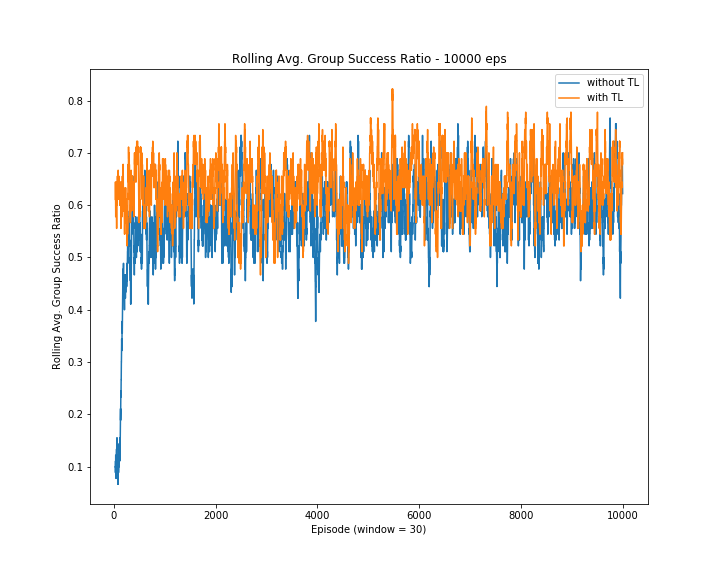 Rolling Avg. Group Success Ratio - 10000 eps
without TL
with TL
Rolling Avg. Group Success Ratio
0.8
0.7
0.6
0.5
0.4
0.3
0.2
0.1
0 2000 4000 6000 8000 10000
Episode (window = 30)